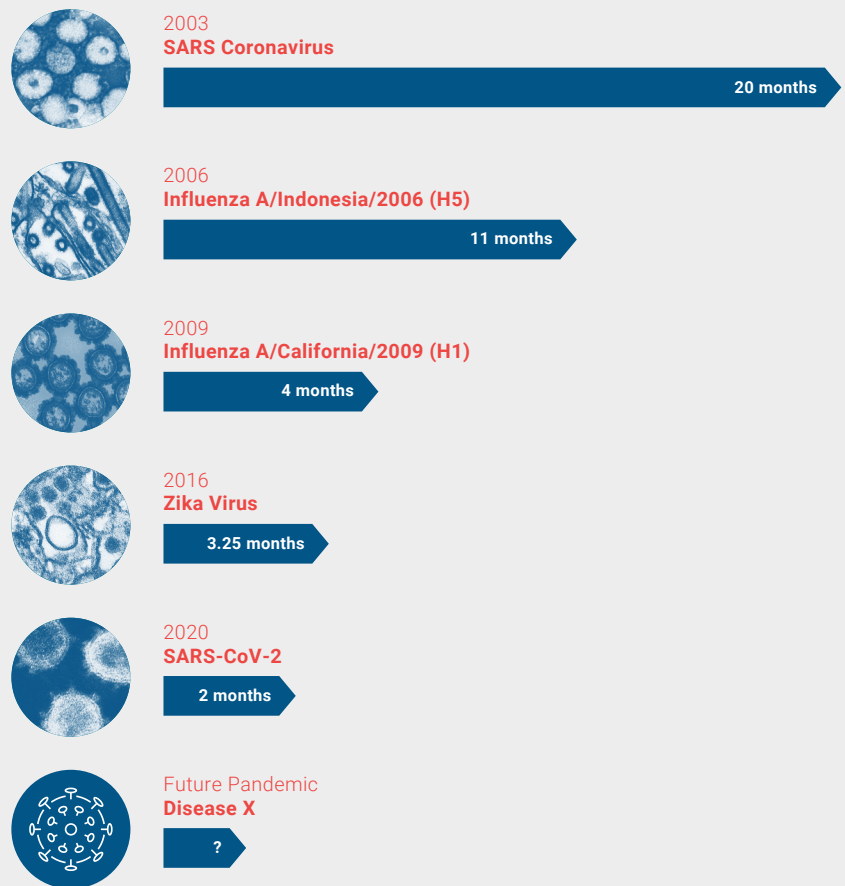 2003
SARS Coronavirus
20 months
2006
Influenza A/Indonesia/2006 (H5)
11 months
2009
Influenza A/California/2009 (H1)
4 months
2016
Zika Virus
3.25 months
2020
SARS-CoV-2
2 months
Future Pandemic
Disease X
?